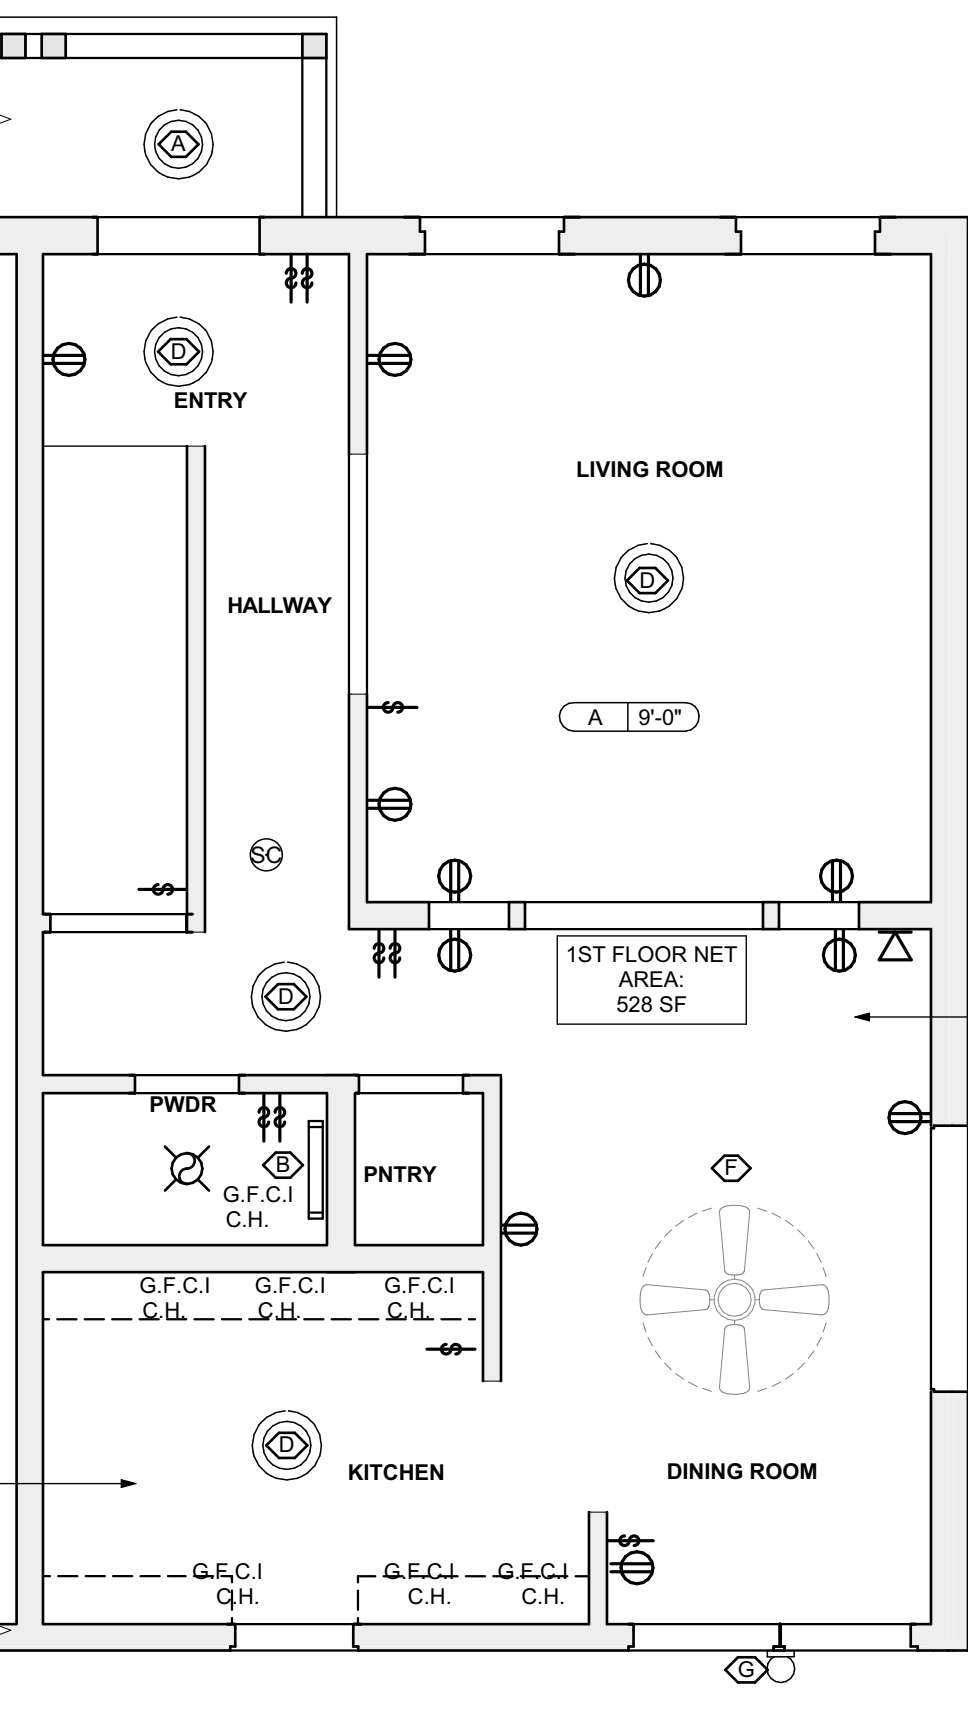 A
$$
D
ENTRY
LIVING ROOM
D
HALLWAY
$
A 9'-0"
SC
$
$$
1ST FLOOR NET
AREA:
528 SF
D
PWDR
$$
B
G.F.C.I
C.H.
PNTRY
F
G.F.C.I
C.H.
G.F.C.I
C.H.
G.F.C.I
C.H.
$
D
KITCHEN
DINING ROOM
$
G.F.C.I
C.H.
G.F.C.I
C.H.
G.F.C.I
C.H.
G